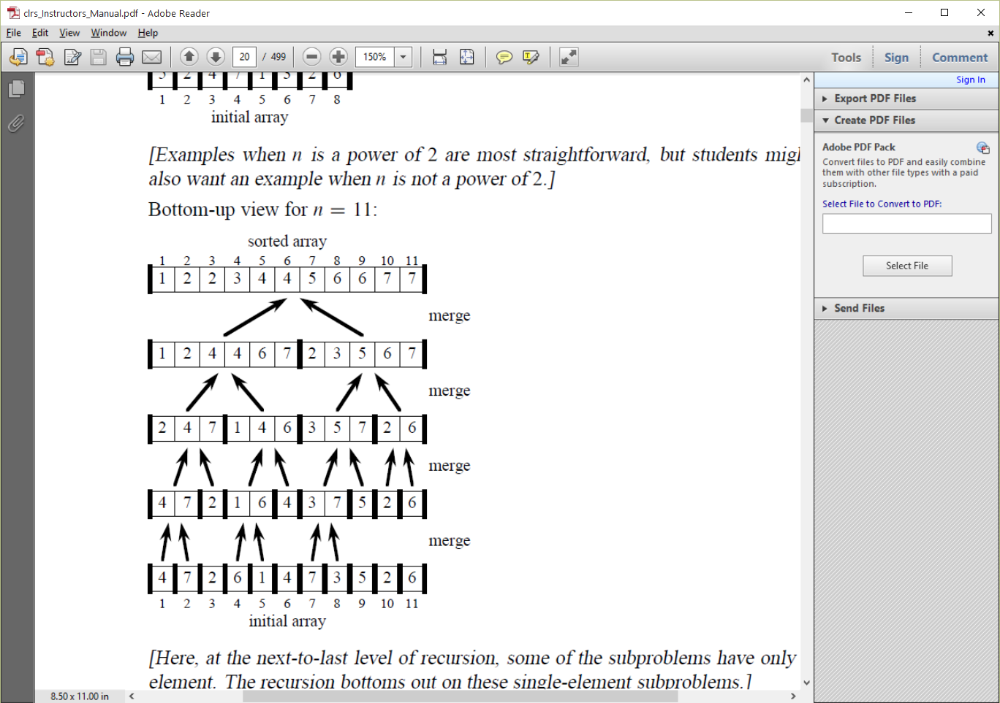 clrs_Instructors_Manual.pdf - Adobe Reader
File Edit View Window Help
20 / 499 150% Tools Sign Comment
Sign In
Export PDF Files
Create PDF Files
Adobe PDF Pack
Convert files to PDF and easily combine
them with other file types with a paid
subscription.
Select File to Convert to PDF:
Select File
Send Files
2 4 7 1 3 2 6
1 2 3 4 5 6 7 8
initial array
[Examples when n is a power of 2 are most straightforward, but students
also want an example when n is not a power of 2.]
Bottom-up view for n = 11:
sorted array
1 2 3 4 5 6 7 8 9 10 11
1 2 2 3 4 4 5 6 6 7 7
merge
1 2 4 4 6 7 2 3 5 6 7
merge
2 4 7 1 4 6 3 5 7 2 6
merge
4 7 2 1 6 4 3 7 5 2 6
merge
4 7 2 6 1 4 7 3 5 2 6
1 2 3 4 5 6 7 8 9 10 11
initial array
[Here, at the next-to-last level of recursion, some of the subproblems have only
element. The recursion bottoms out on these single-element subproblems.]
8.50 x 11.00 in